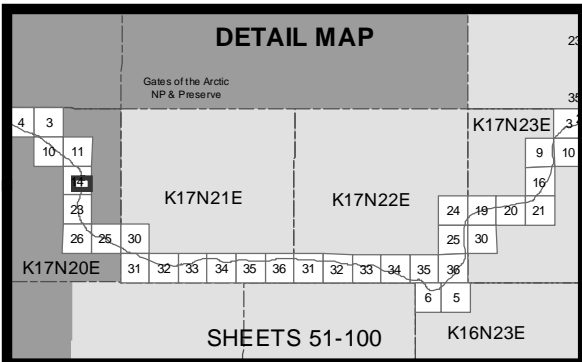 DETAIL MAP
23
Gates of the Arctic
NP & Preserve
35
4 3
K17N23E 3
10 11
9 10
14
16
K17N21E
K17N22E
23
24 19 20 21
26 25 30
25 30
K17N20E
31 32 33 34 35 36 31 32 33 34 35 36
6 5
SHEETS 51-100
K16N23E